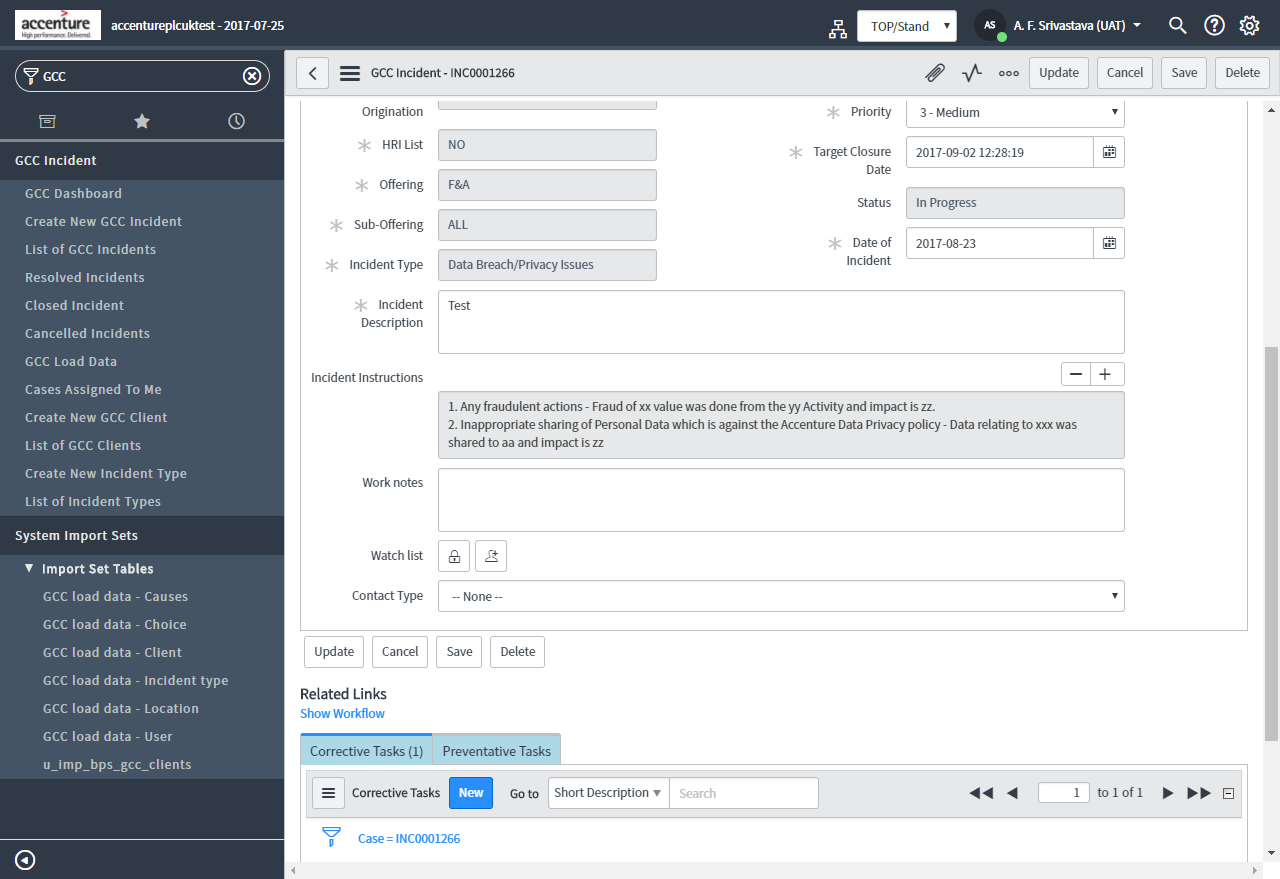 accenture
High performance. Delivered.
accentureplcuktest - 2017-07-25
TOP/Stand
AS
A. F. Srivastava (UAT)
GCC
GCC Incident
GCC Dashboard
Create New GCC Incident
List of GCC Incidents
Resolved Incidents
Closed Incident
Cancelled Incidents
GCC Load Data
Cases Assigned To Me
Create New GCC Client
List of GCC Clients
Create New Incident Type
List of Incident Types
System Import Sets
Import Set Tables
GCC load data - Causes
GCC load data - Choice
GCC load data - Client
GCC load data - Incident type
GCC load data - Location
GCC load data - User
u_imp_bps_gcc_clients
GCC Incident - INC0001266
Update Cancel Save Delete
Origination
HRI List NO
Offering F&A
Sub-Offering ALL
Incident Type Data Breach/Privacy Issues
Priority 3 - Medium
Target Closure Date 2017-09-02 12:28:19
Status In Progress
Date of Incident 2017-08-23
Incident Description Test
Incident Instructions
1. Any fraudulent actions - Fraud of xx value was done from the yy Activity and impact is zz.
2. Inappropriate sharing of Personal Data which is against the Accenture Data Privacy policy - Data relating to xxx was
shared to aa and impact is zz
Work notes
Watch list
Contact Type -- None --
Update Cancel Save Delete
Related Links
Show Workflow
Corrective Tasks (1) Preventative Tasks
Corrective Tasks New Go to Short Description Search 1 to 1 of 1
Case = INC0001266